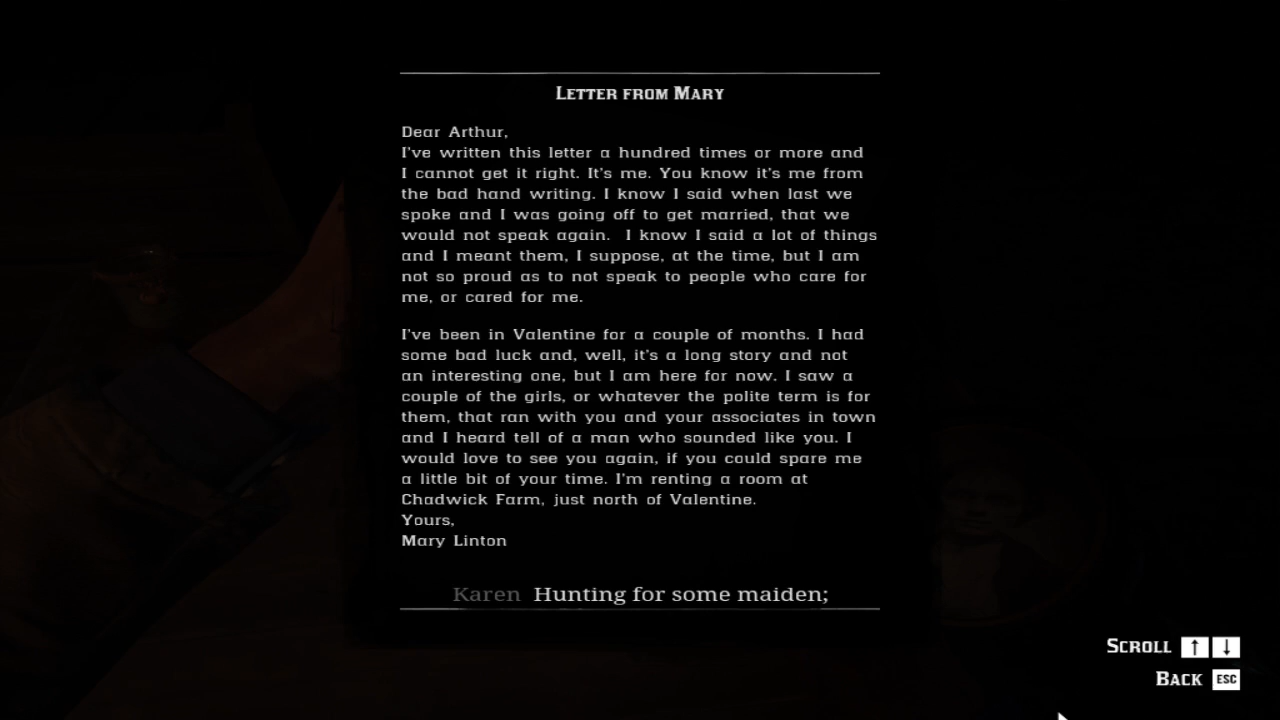 LETTER FROM MARY
Dear Arthur,
I've written this letter a hundred times or more and
I cannot get it right. It's me. You know it's me from
the bad hand writing. I know I said when last we
spoke and I was going off to get married, that we
would not speak again.  I know I said a lot of things
and I meant them, I suppose, at the time, but I am
not so proud as to not speak to people who care for
me, or cared for me.
I've been in Valentine for a couple of months. I had
some bad luck and, well, it's a long story and not
an interesting one, but I am here for now. I saw a
couple of the girls, or whatever the polite term is for
them, that ran with you and your associates in town
and I heard tell of a man who sounded like you. I
would love to see you again, if you could spare me
a little bit of your time. I'm renting a room at
Chadwick Farm, just north of Valentine.
Yours,
Mary Linton
Karen Hunting for some maiden;
SCROLL ↑ ↓
BACK ESC